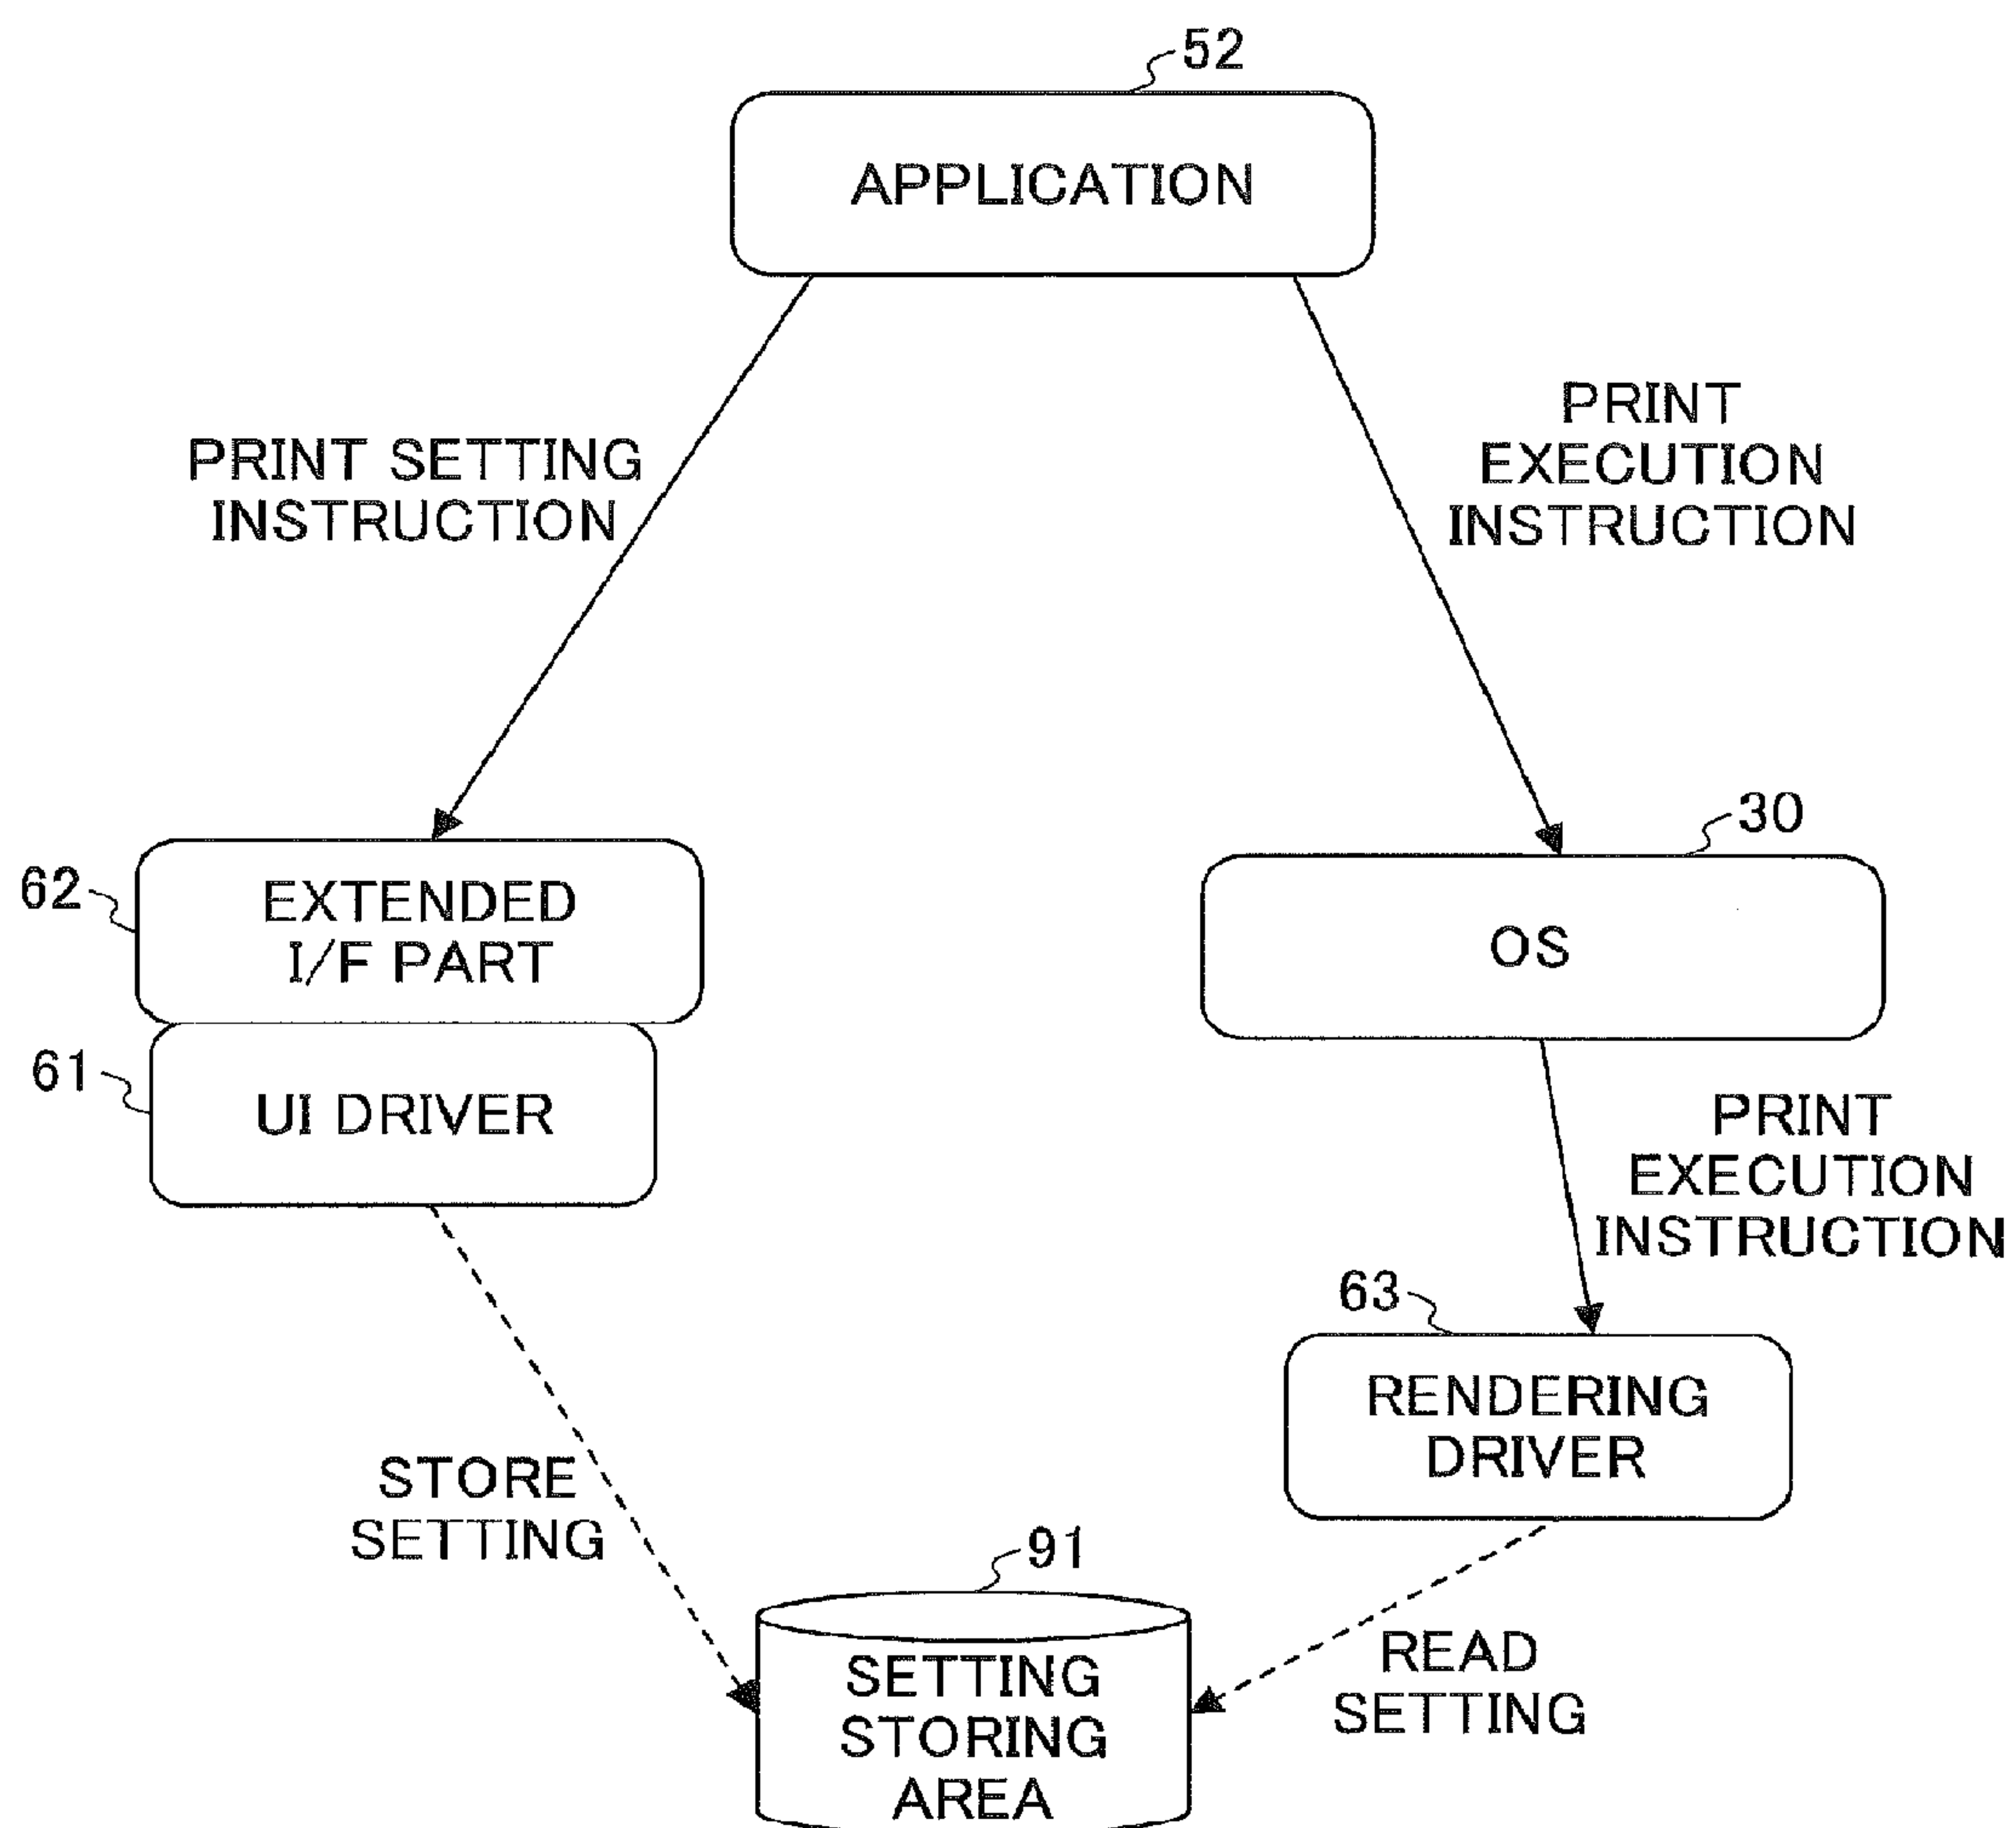 52
APPLICATION
PRINT SETTING
INSTRUCTION
PRINT
EXECUTION
INSTRUCTION
62
EXTENDED
I/F PART
30
OS
61
UI DRIVER
PRINT
EXECUTION
INSTRUCTION
63
RENDERING
DRIVER
STORE
SETTING
91
SETTING
STORING
AREA
READ
SETTING